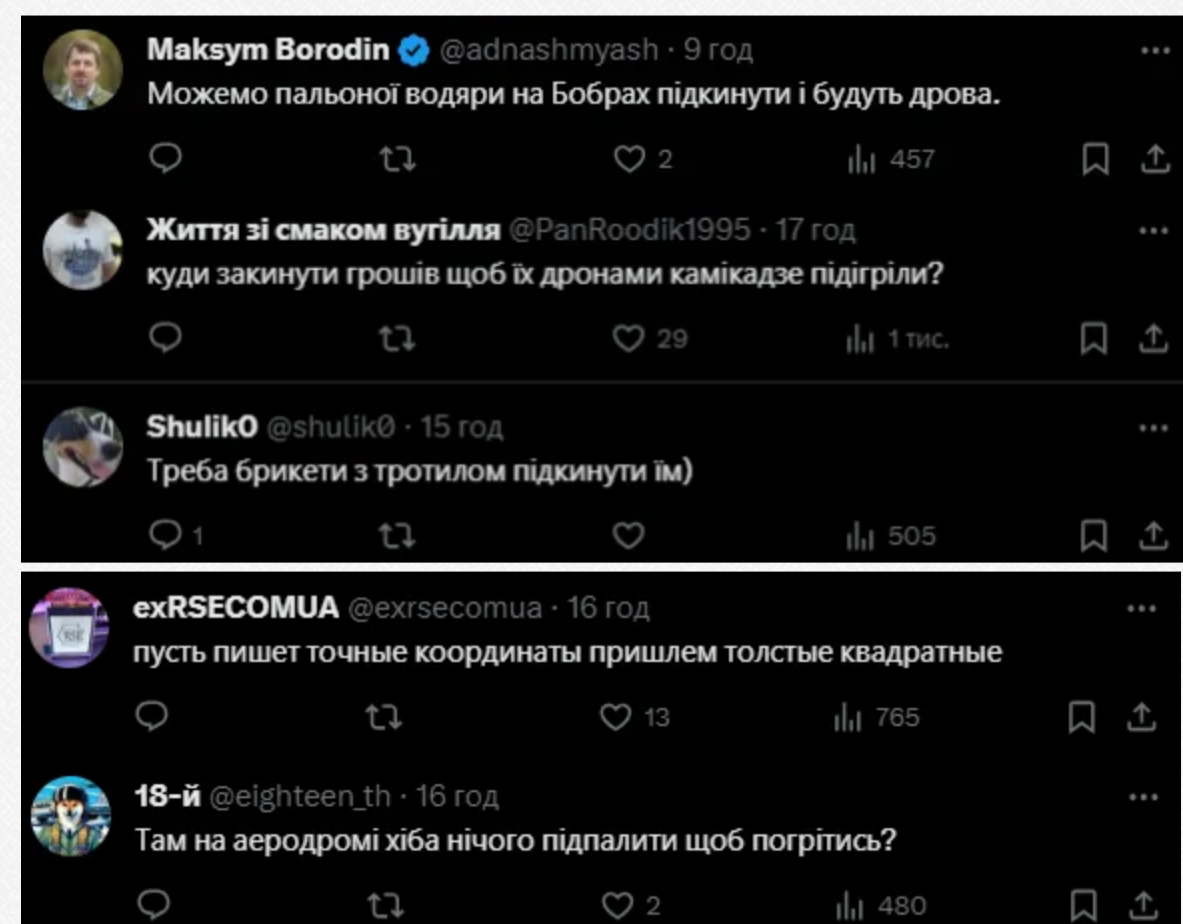 Maksym Borodin @adnashmyash · 9 год
Можемо пальоної водяри на Бобрах підкинути і будуть дрова.
2 457
Життя зі смаком вугілля @PanRoodik1995 · 17 год
куди закинути грошів щоб їх дронами камікадзе підігріли?
29 1 тис.
Shulik0 @shulik0 · 15 год
Треба брикети з тротилом підкинути їм)
1 505
exRSECOMUA @exrsecomua · 16 год
пусть пишет точные координаты пришлем толстые квадратные
13 765
18-й @eighteen_th · 16 год
Там на аеродромі хіба нічого підпалити щоб погрітись?
2 480